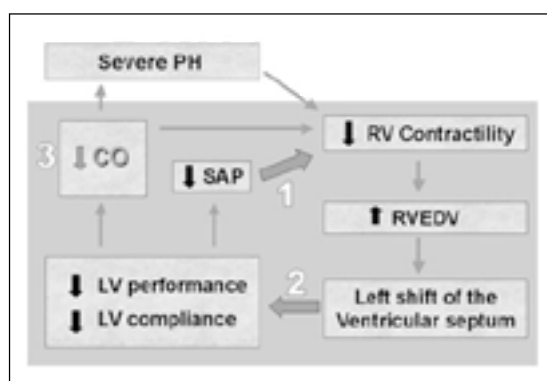 Severe PH
3
CO
SAP
1
RV Contractility
RVEDV
2
LV performance
LV compliance
Left shift of the
Ventricular septum